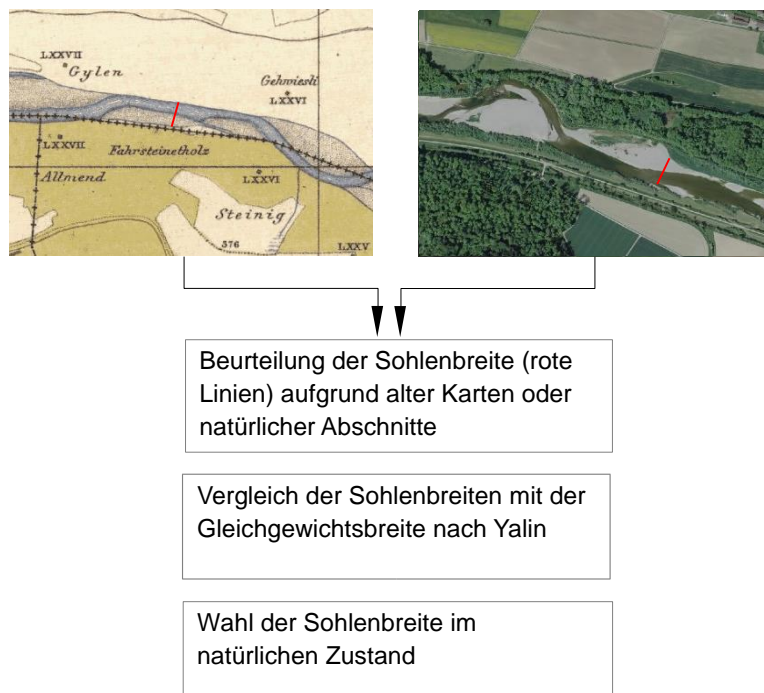 LXXVII
Gylen
Gehwiesli
LXXVI
LXXVII
Fahrsteinetholz
Allmend
LXXVI
Steinig
376
LXXV
Beurteilung der Sohlenbreite (rote
Linien) aufgrund alter Karten oder
natürlicher Abschnitte
Vergleich der Sohlenbreiten mit der
Gleichgewichtsbreite nach Yalin
Wahl der Sohlenbreite im
natürlichen Zustand